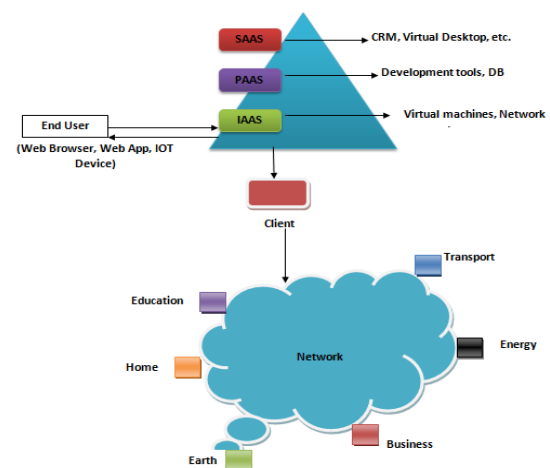 SAAS
CRM, Virtual Desktop, etc.
PAAS
Development tools, DB
IAAS
Virtual machines, Network
End User
(Web Browser, Web App, IOT
Device)
Client
Transport
Education
Network
Energy
Home
Business
Earth